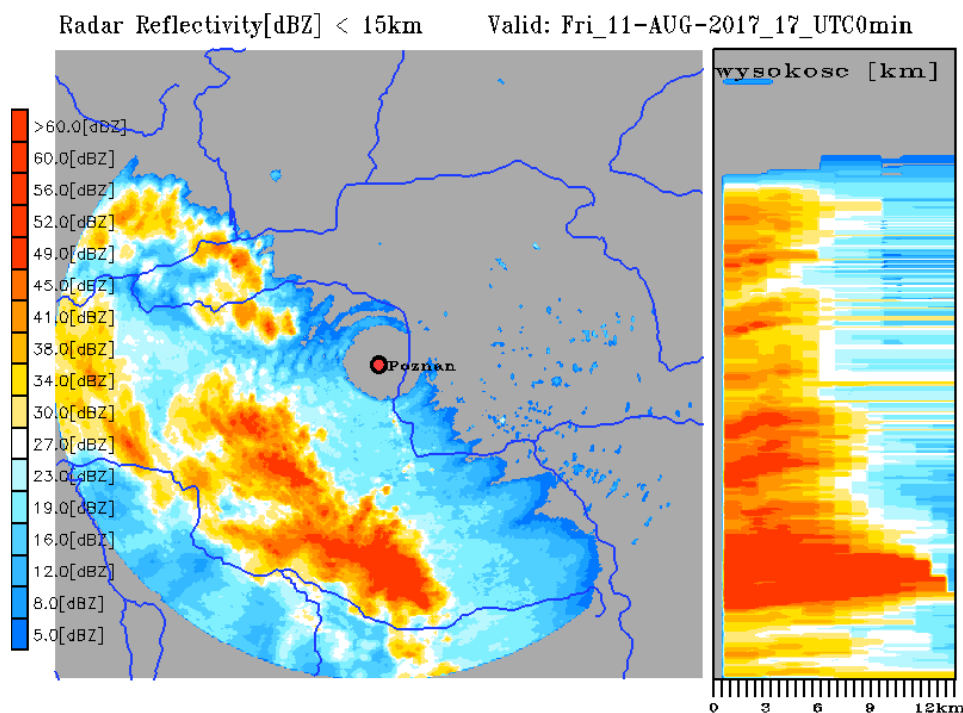 Radar Reflectivity[dBZ] < 15km Valid: Fri_11-AUG-2017_17_UTC0min
wysokosc [km]
>60.0[dBZ]
60.0[dBZ]
56.0[dBZ]
52.0[dBZ]
49.0[dBZ]
45.0[dBZ]
41.0[dBZ]
38.0[dBZ]
34.0[dBZ]
30.0[dBZ]
27.0[dBZ]
23.0[dBZ]
19.0[dBZ]
16.0[dBZ]
12.0[dBZ]
8.0[dBZ]
5.0[dBZ]
Poznan
0 3 6 9 12km